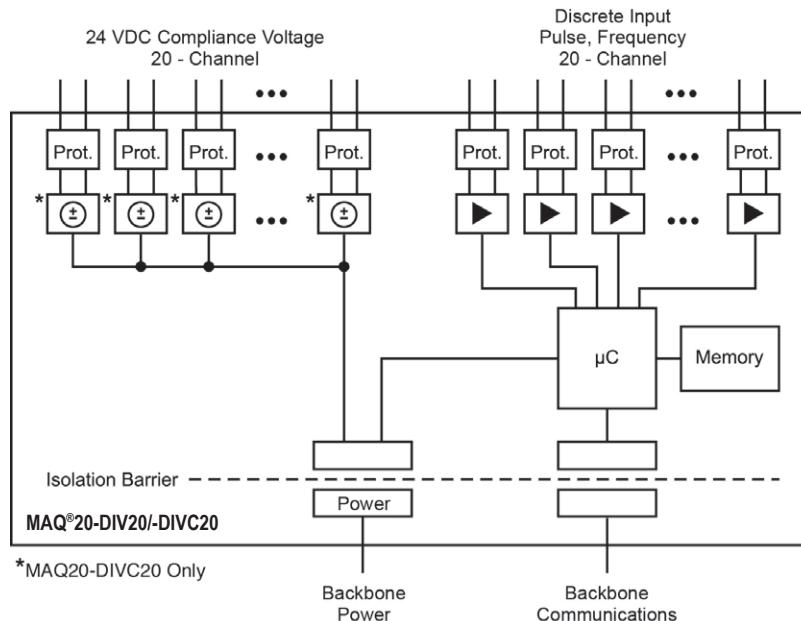 24 VDC Compliance Voltage
20 - Channel
Discrete Input
Pulse, Frequency
20 - Channel
Prot. Prot. Prot. Prot. Prot. Prot. Prot. Prot.
* * * *
µC
Memory
Isolation Barrier
Power
MAQ®20-DIV20/-DIVC20
*MAQ20-DIVC20 Only
Backbone
Power
Backbone
Communications